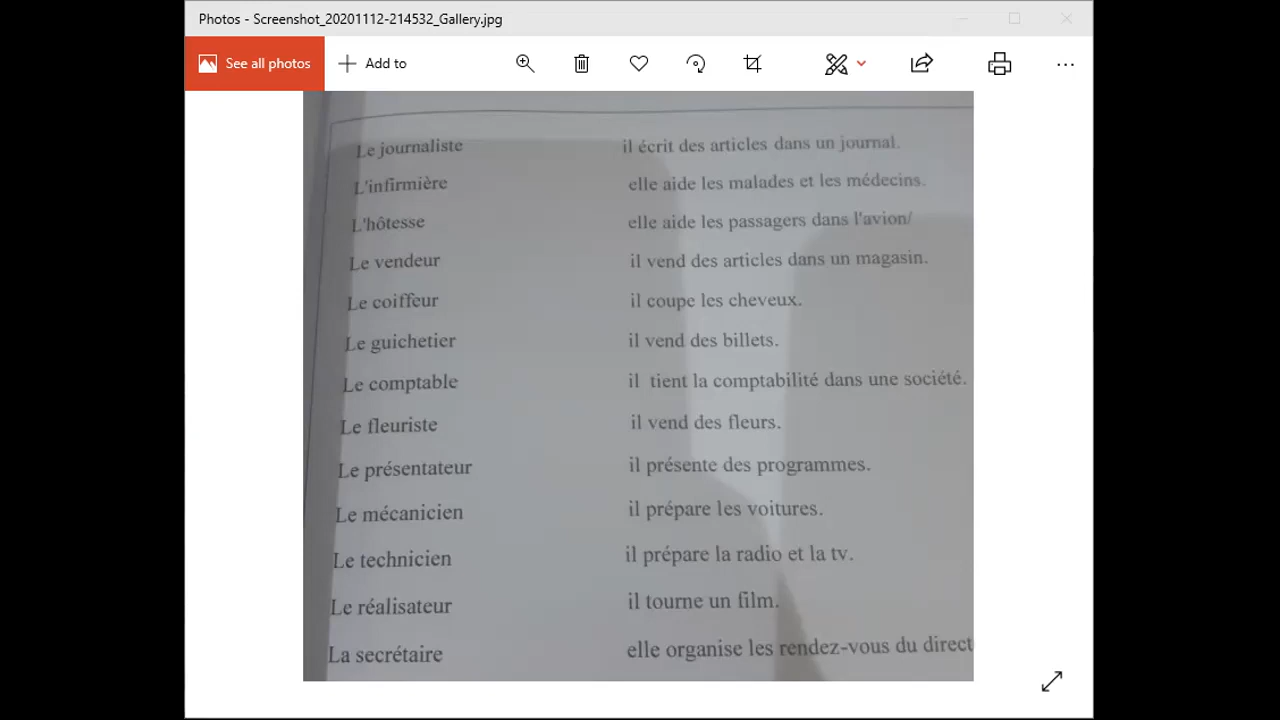 Photos - Screenshot_20201112-214532_Gallery.jpg
See all photos
Add to
Le journaliste il écrit des articles dans un journal.
L'infirmière elle aide les malades et les médecins.
L'hôtesse elle aide les passagers dans l'avion/
Le vendeur il vend des articles dans un magasin.
Le coiffeur il coupe les cheveux.
Le guichetier il vend des billets.
Le comptable il tient la comptabilité dans une société.
Le fleuriste il vend des fleurs.
Le présentateur il présente des programmes.
Le mécanicien il prépare les voitures.
Le technicien il prépare la radio et la tv.
Le réalisateur il tourne un film.
La secrétaire elle organise les rendez-vous du direct